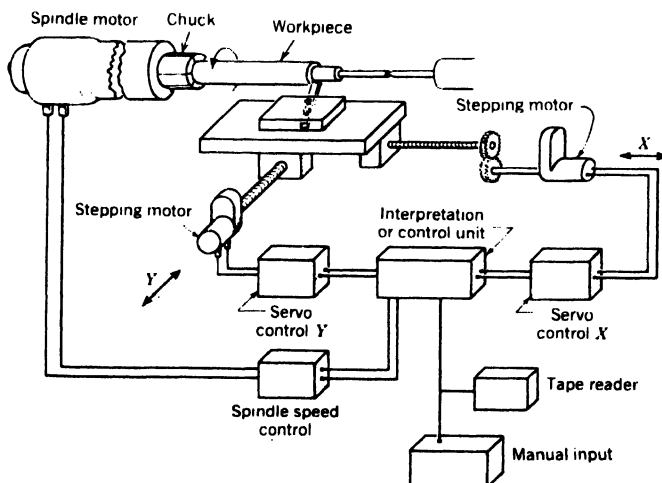 Spindle motor
Chuck
Workpiece
Stepping motor
X
Stepping motor
Interpretation
or control unit
Y
Servo
control Y
Servo
control X
Spindle speed
control
Tape reader
Manual input